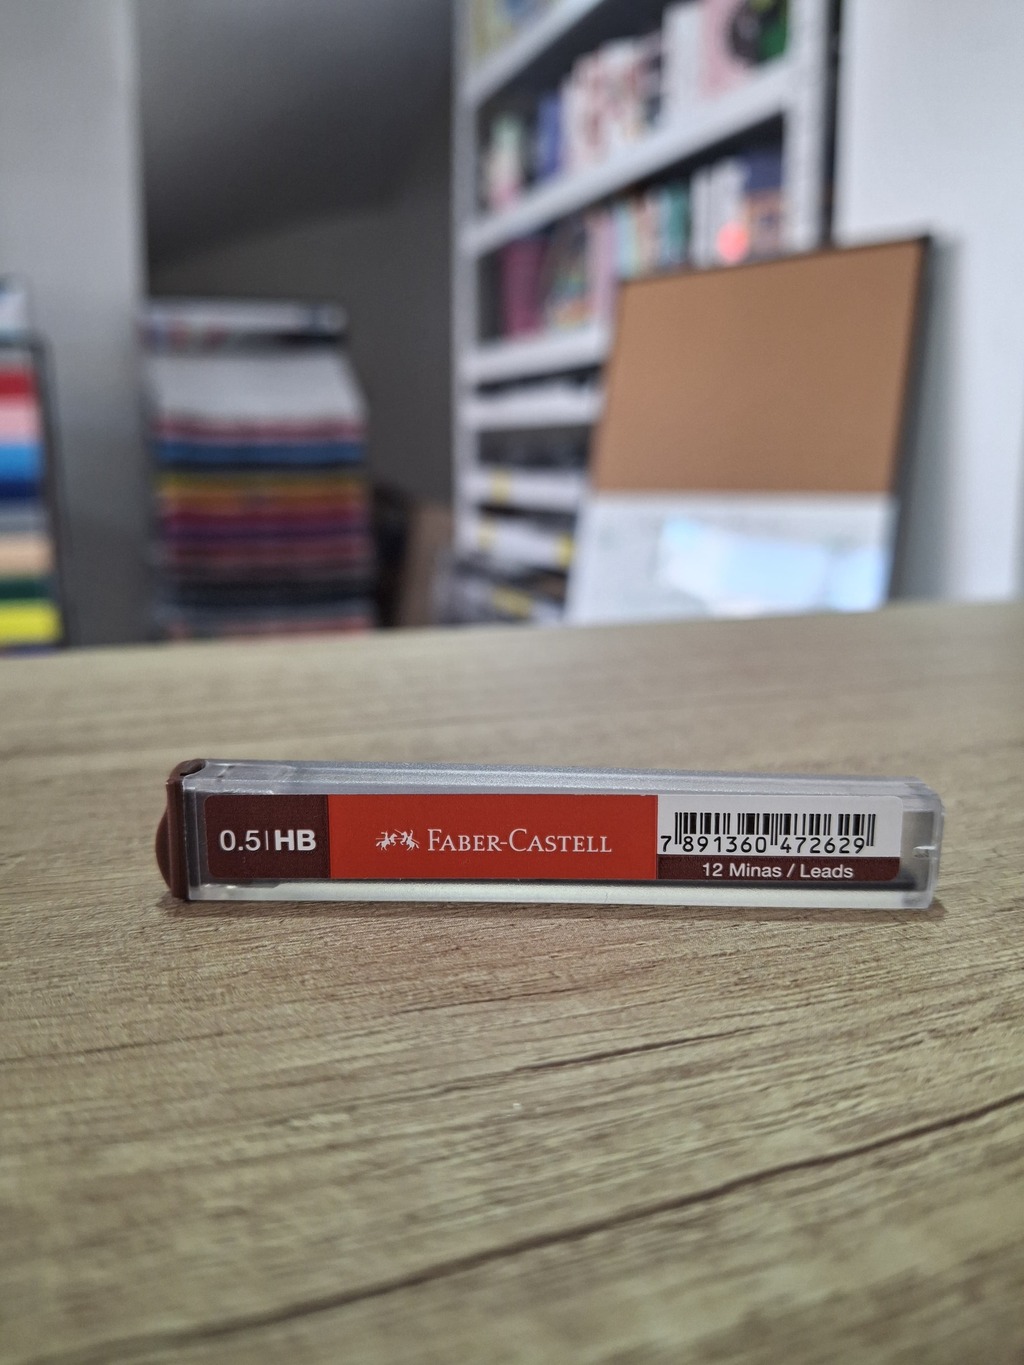 0.5|HB
FABER-CASTELL
7 891360 472629
12 Minas / Leads